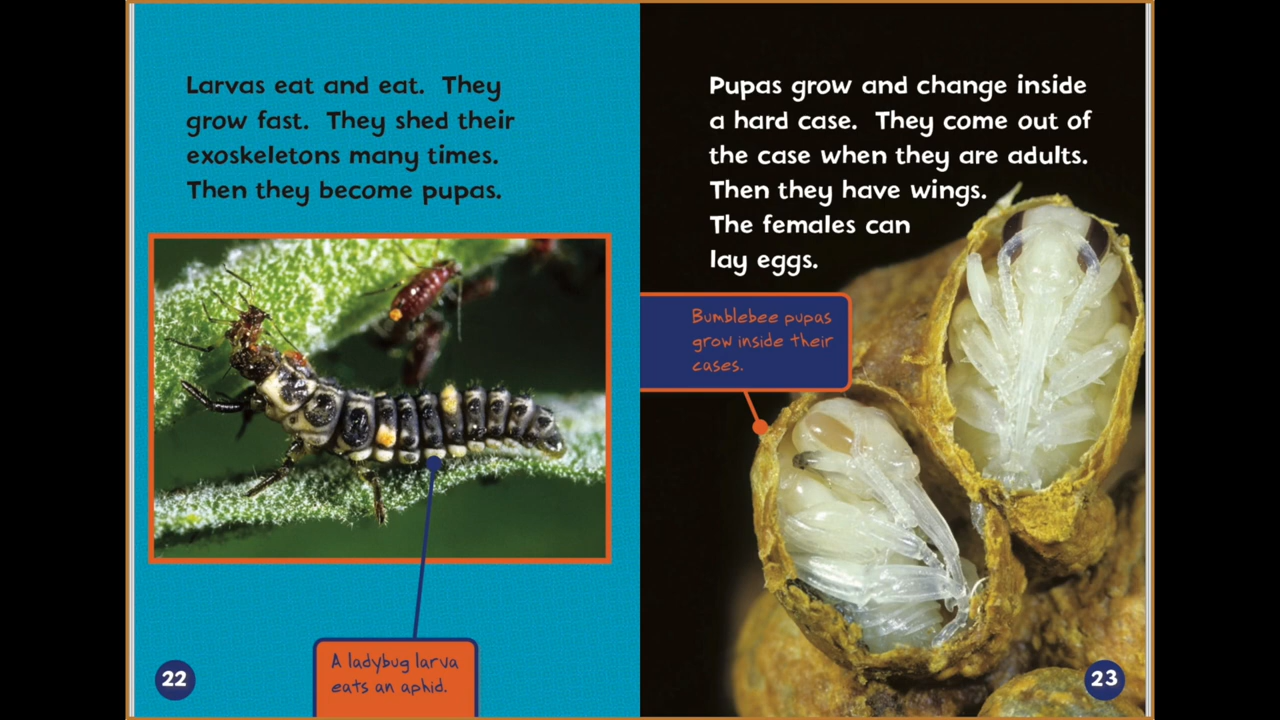 Larvas eat and eat. They
grow fast. They shed their
exoskeletons many times.
Then they become pupas.
A ladybug larva
eats an aphid.
22
Pupas grow and change inside
a hard case. They come out of
the case when they are adults.
Then they have wings.
The females can
lay eggs.
Bumblebee pupas
grow inside their
cases.
23